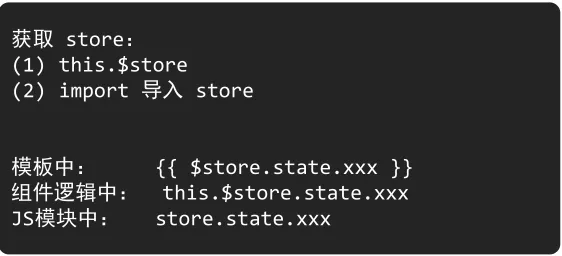 获取 store：
(1) this.$store
(2) import 导入 store
模板中：     {{ $store.state.xxx }}
组件逻辑中：  this.$store.state.xxx
JS模块中：   store.state.xxx